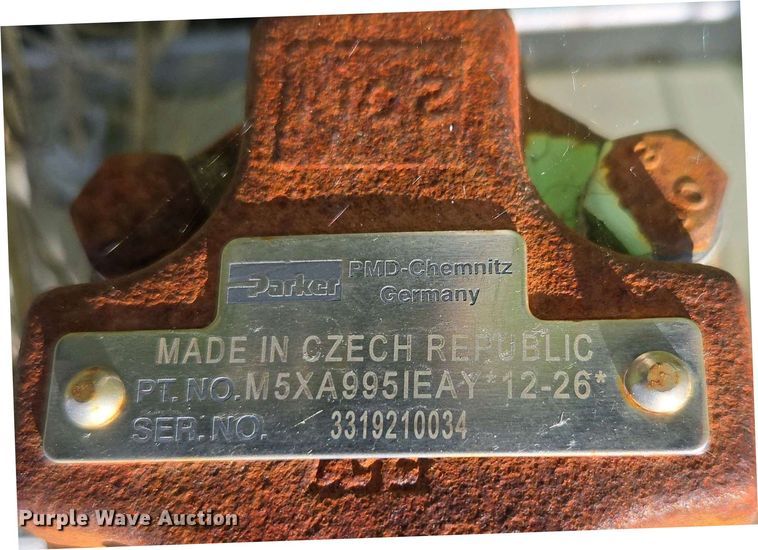 Parker PMD-Chemnitz
Germany
MADE IN CZECH REPUBLIC
PT. NO. M5XA995IEAY*12-26*
SER. NO. 3319210034
Purple Wave Auction